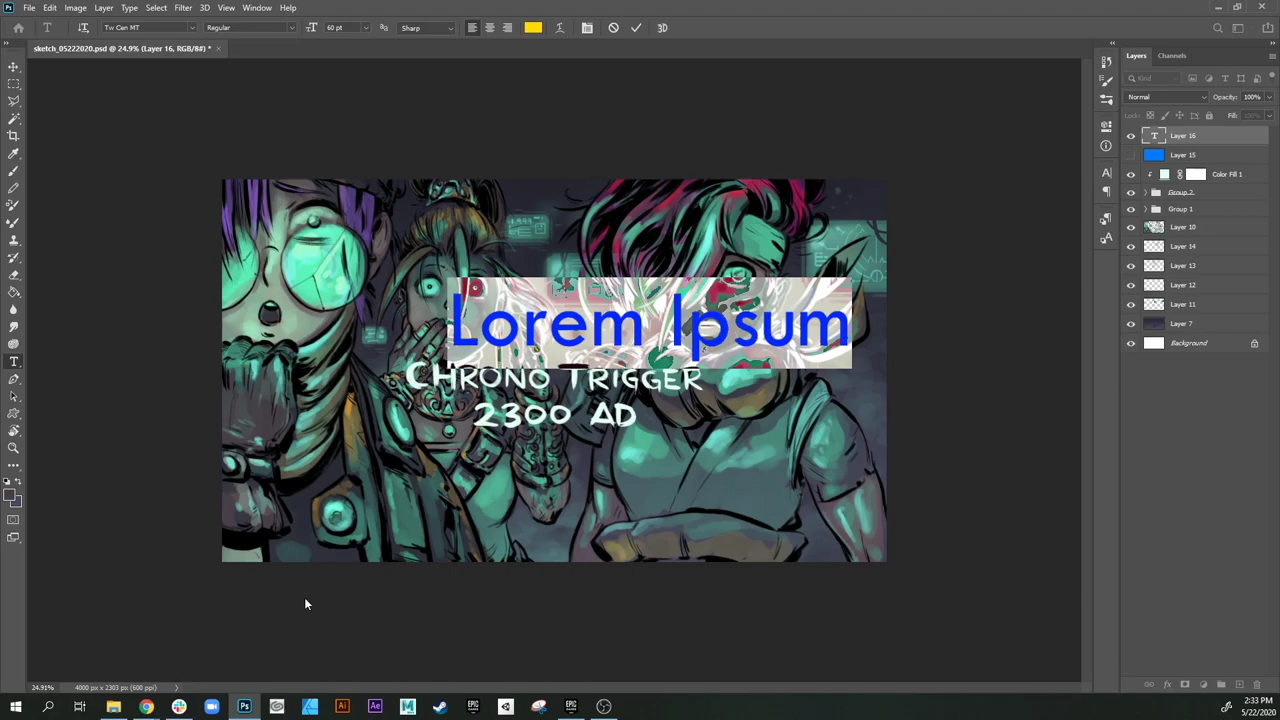 File Edit Image Layer Type Select Filter 3D View Window Help
Tw Cen MT Regular 60 pt Sharp 3D
sketch_05222020.psd @ 24.9% (Layer 16, RGB/8#) * ×
Layers Channels
Kind
Normal Opacity: 100%
Lock: Fill: 100%
Layer 16
Layer 15
Color Fill 1
Group 2
Group 1
Layer 10
Layer 14
Layer 13
Layer 12
Layer 11
Layer 7
Background
Lorem Ipsum
Chrono Trigger
2300 AD
24.91% 4000 px x 2303 px (600 ppi)
2:33 PM
5/22/2020